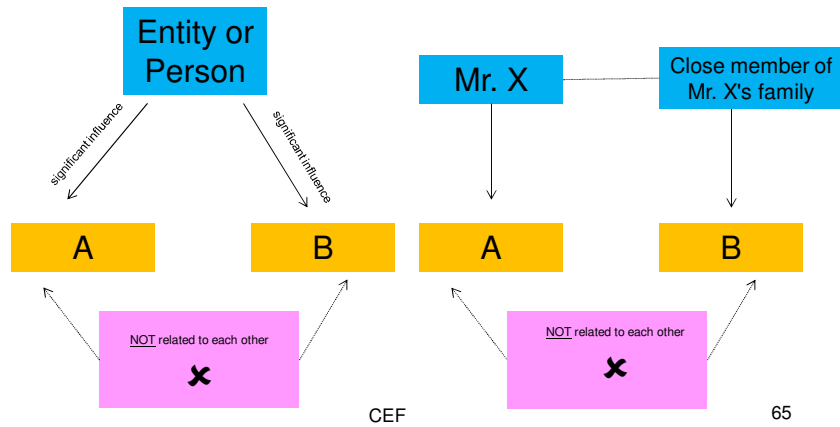 Entity or
Person
significant influence
significant influence
A
B
NOT related to each other
✘
Mr. X
Close member of
Mr. X's family
A
B
NOT related to each other
✘
CEF
65